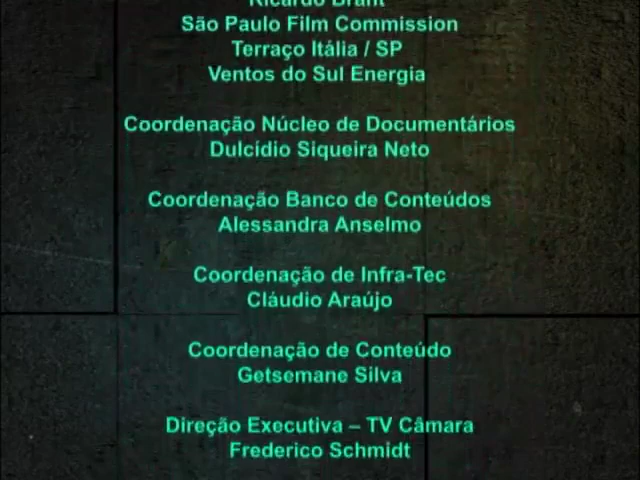 Ricardo Brant
São Paulo Film Commission
Terraço Itália / SP
Ventos do Sul Energia
Coordenação Núcleo de Documentários
Dulcídio Siqueira Neto
Coordenação Banco de Conteúdos
Alessandra Anselmo
Coordenação de Infra-Tec
Cláudio Araújo
Coordenação de Conteúdo
Getsemane Silva
Direção Executiva – TV Câmara
Frederico Schmidt